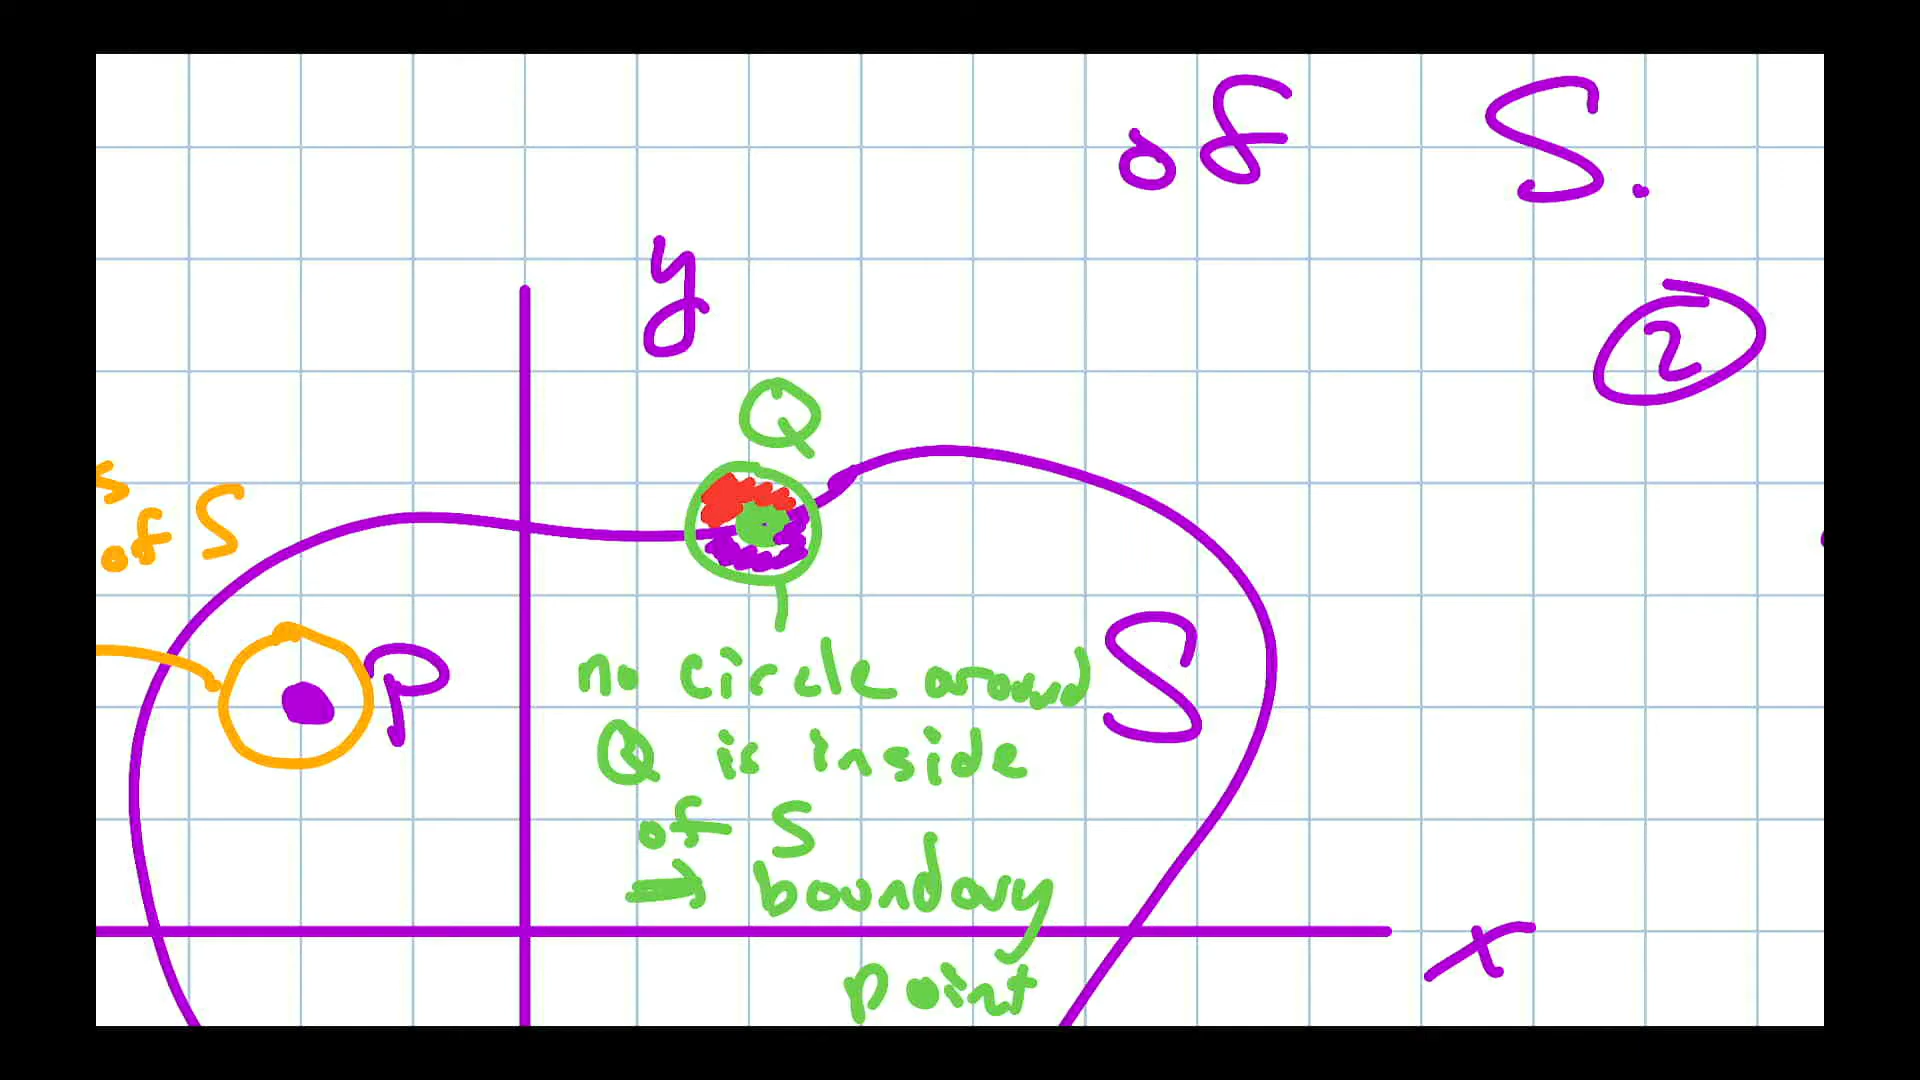 of S.
y
2
Q
of S
P
S
no circle around
Q is inside
of S
→ boundary
point
x